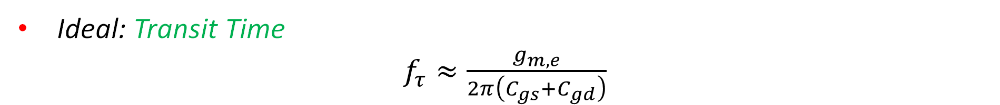 • Ideal: Transit Time
f_τ ≈ g_{m,e} / 2π(C_{gs}+C_{gd})